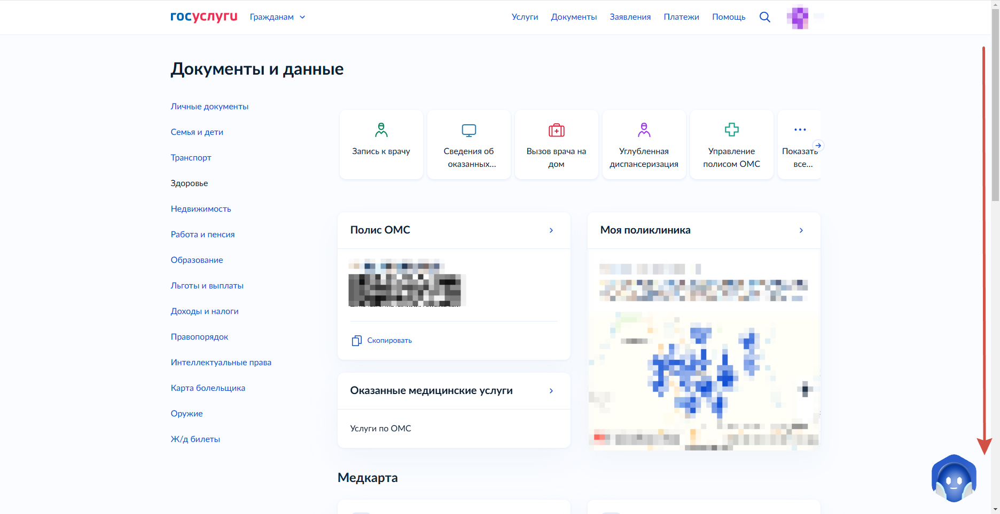 госуслуги Гражданам Услуги Документы Заявления Платежи Помощь
Документы и данные
Личные документы
Семья и дети
Транспорт
Здоровье
Недвижимость
Работа и пенсия
Образование
Льготы и выплаты
Доходы и налоги
Правопорядок
Интеллектуальные права
Карта болельщика
Оружие
Ж/д билеты
Запись к врачу
Сведения об
оказанных...
Вызов врача на
дом
Углубленная
диспансеризация
Управление
полисом ОМС
Показать
все...
Полис ОМС
Скопировать
Моя поликлиника
Оказанные медицинские услуги
Услуги по ОМС
Медкарта